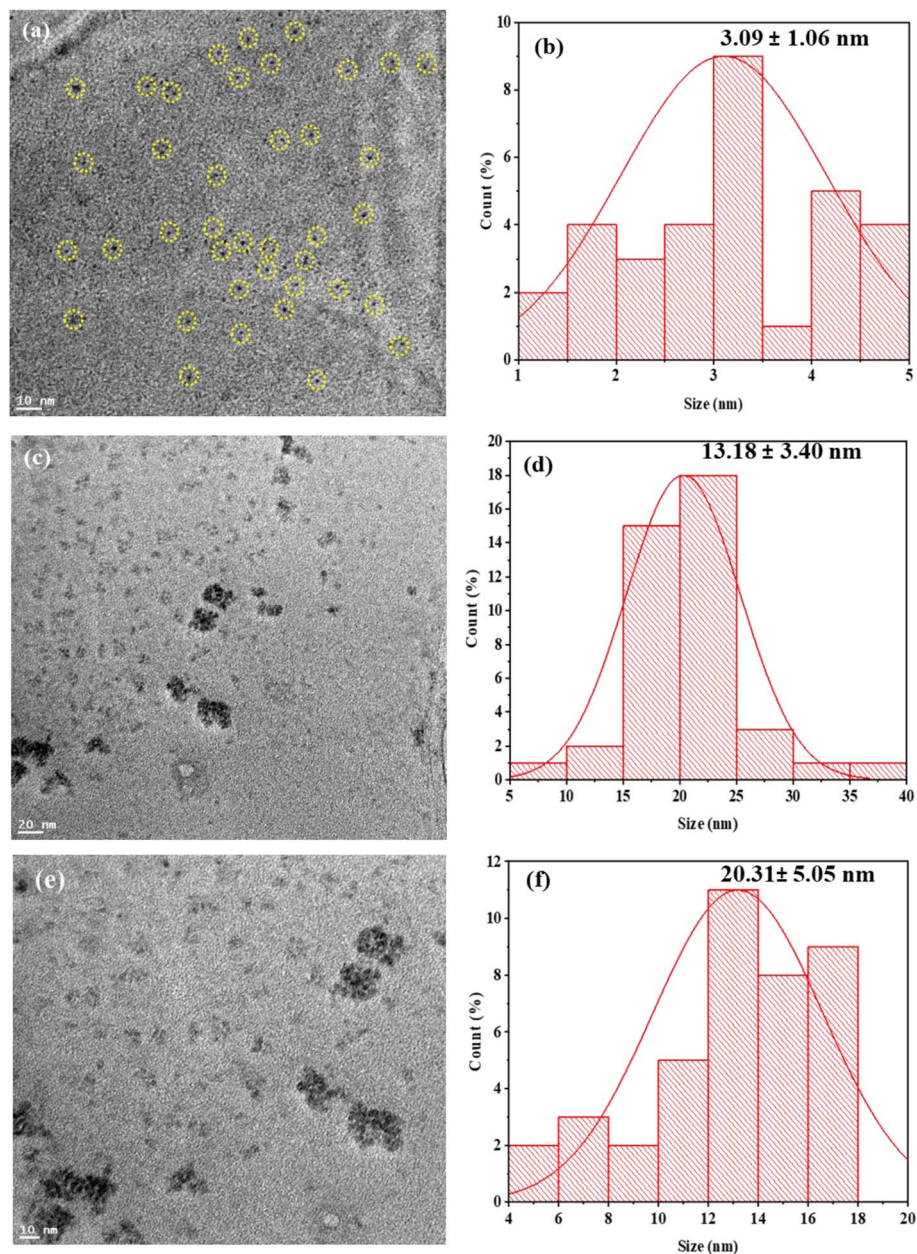 (a)
10 nm
(b)
3.09 ± 1.06 nm
10
8
6
4
2
0
Count (%)
1 2 3 4 5
Size (nm)
(c)
20 nm
(d)
13.18 ± 3.40 nm
20
18
16
14
12
10
8
6
4
2
0
Count (%)
5 10 15 20 25 30 35 40
Size (nm)
(e)
10 nm
(f)
20.31± 5.05 nm
12
10
8
6
4
2
0
Count (%)
4 6 8 10 12 14 16 18 20
Size (nm)